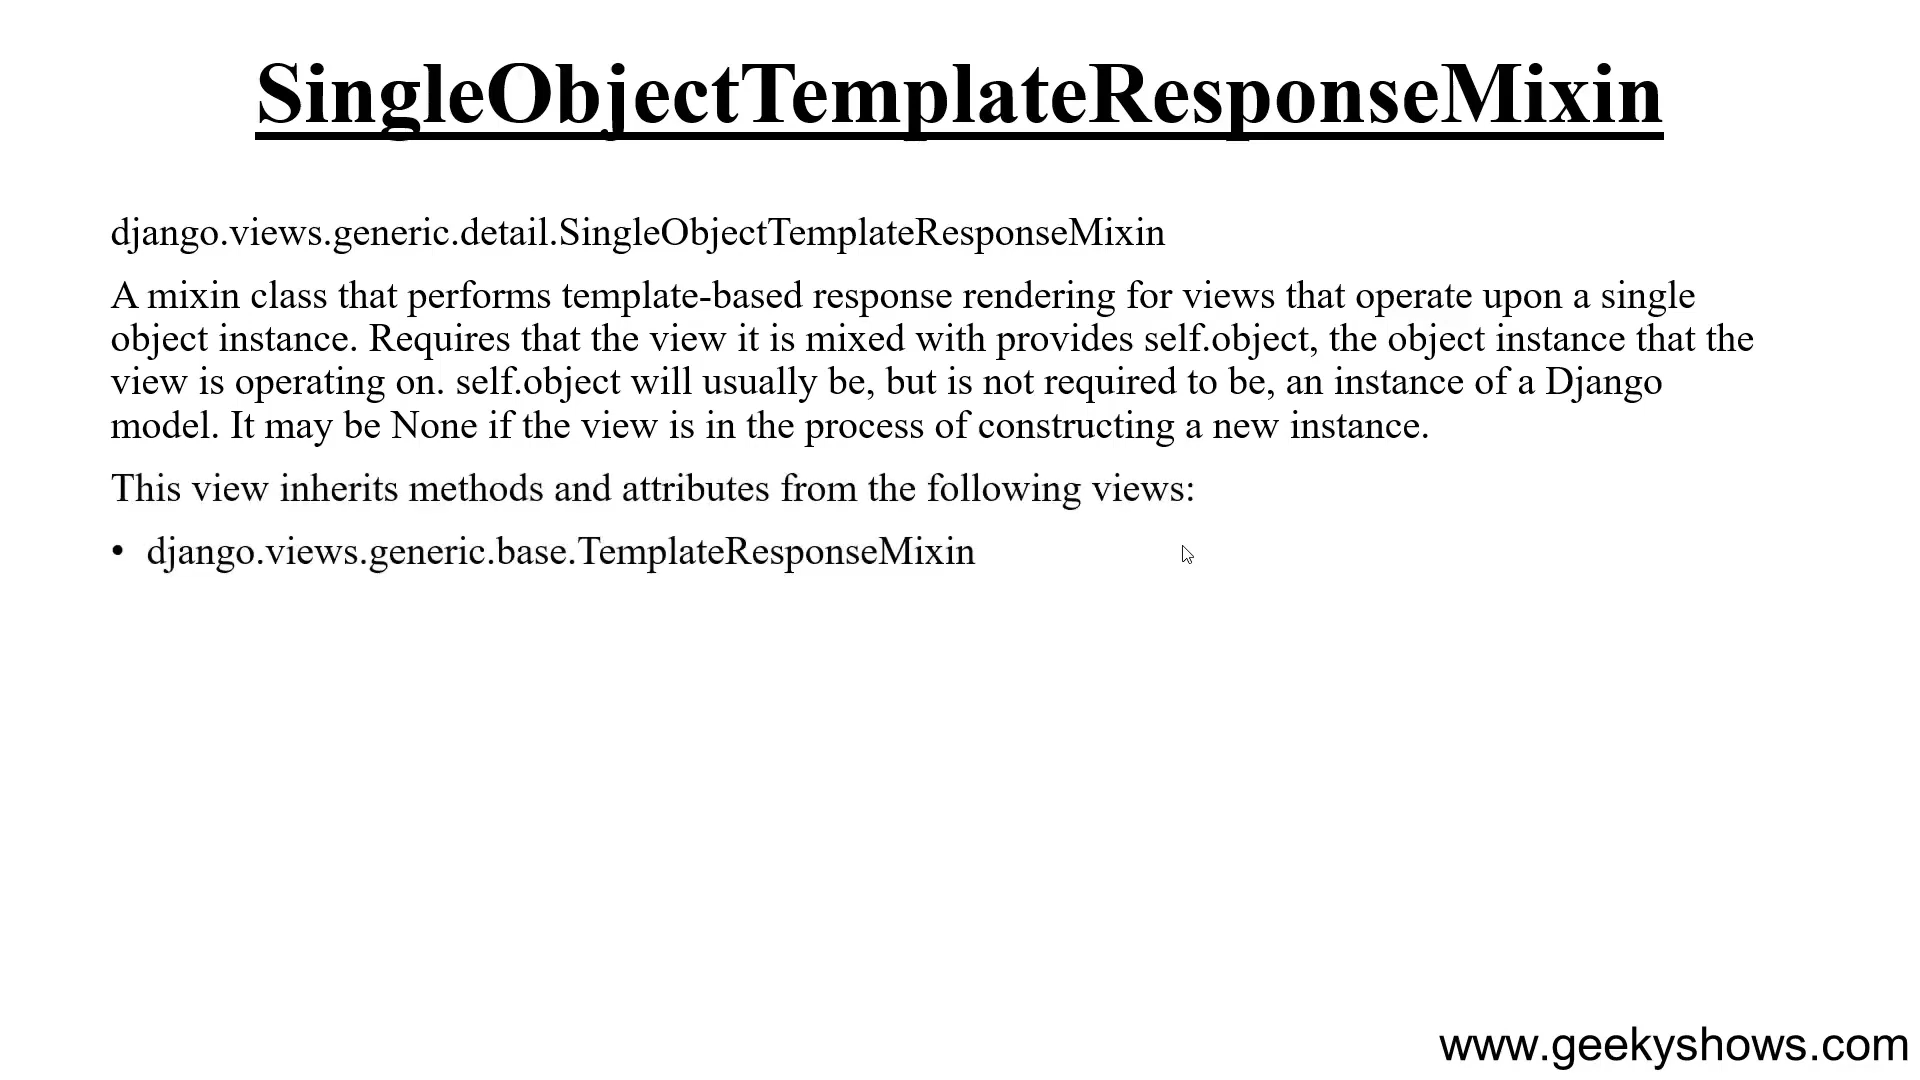 SingleObjectTemplateResponseMixin
django.views.generic.detail.SingleObjectTemplateResponseMixin
A mixin class that performs template-based response rendering for views that operate upon a single
object instance. Requires that the view it is mixed with provides self.object, the object instance that the
view is operating on. self.object will usually be, but is not required to be, an instance of a Django
model. It may be None if the view is in the process of constructing a new instance.
This view inherits methods and attributes from the following views:
• django.views.generic.base.TemplateResponseMixin
www.geekyshows.com